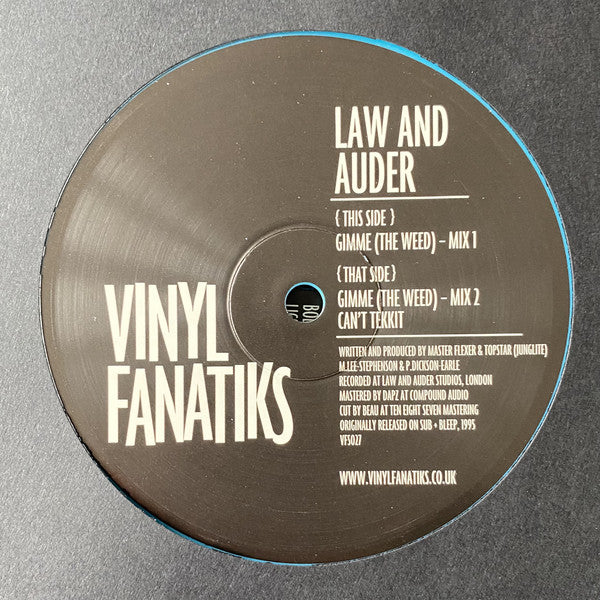 LAW AND
AUDER
{ THIS SIDE }
GIMME (THE WEED) – MIX 1
{ THAT SIDE }
GIMME (THE WEED) – MIX 2
CAN'T TEKKIT
VINYL
FANATIKS
WRITTEN AND PRODUCED BY MASTER FLEXER & TOPSTAR (JUNGLITE)
M.LEE-STEPHENSON & P.DICKSON-EARLE
RECORDED AT LAW AND AUDER STUDIOS, LONDON
MASTERED BY DAPZ AT COMPOUND AUDIO
CUT BY BEAU AT TEN EIGHT SEVEN MASTERING
ORIGINALLY RELEASED ON SUB • BLEEP, 1995
VFS027
WWW.VINYLFANATIKS.CO.UK